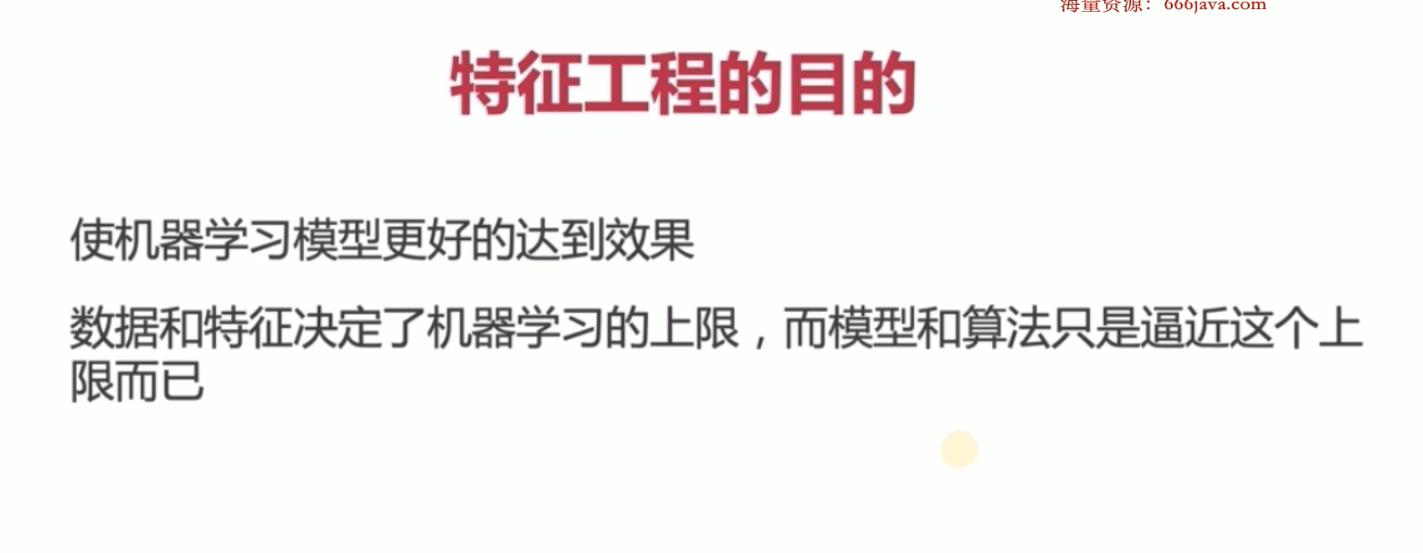 海量资源：666java.com
特征工程的目的
使机器学习模型更好的达到效果
数据和特征决定了机器学习的上限，而模型和算法只是逼近这个上
限而已